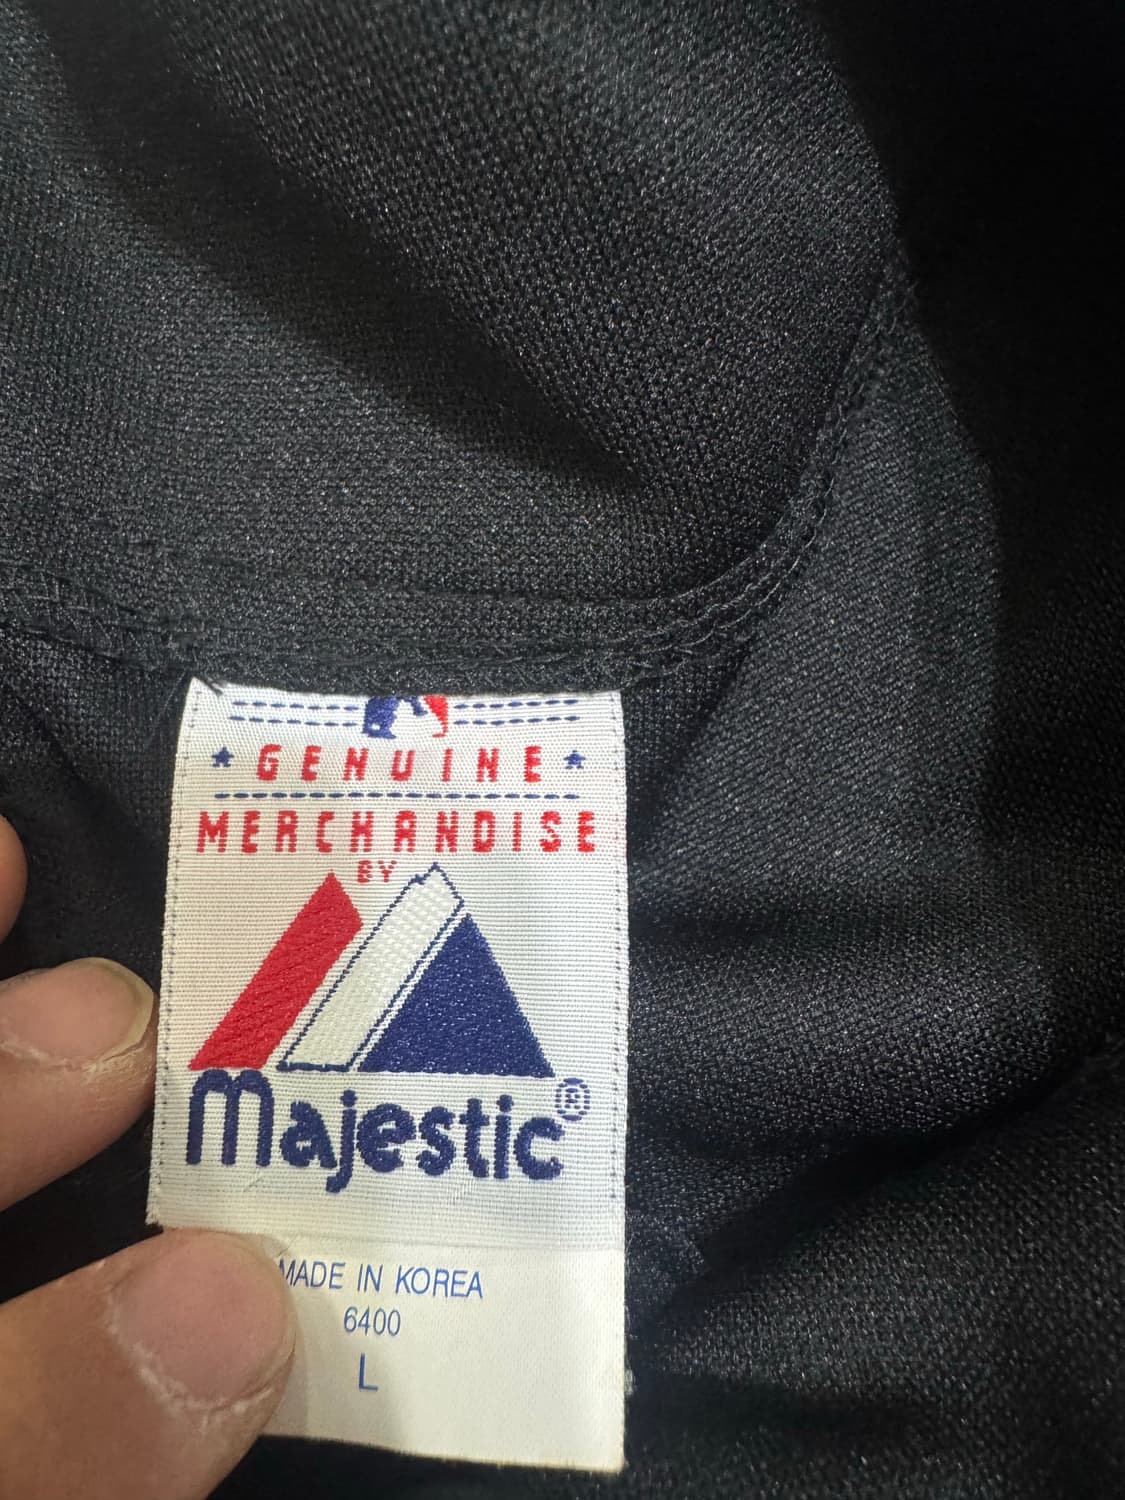 GENUINE
MERCHANDISE
BY
Majestic®
MADE IN KOREA
6400
L